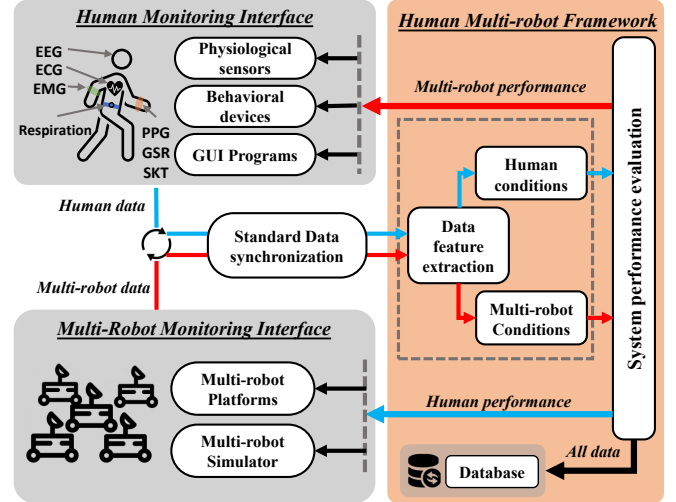 Human Monitoring Interface
EEG
ECG
EMG
Respiration
PPG
GSR
SKT
Physiological
sensors
Behavioral
devices
GUI Programs
Human Multi-robot Framework
Multi-robot performance
Human
conditions
Data
feature
extraction
Multi-robot
Conditions
System performance evaluation
Human data
Standard Data
synchronization
Multi-robot data
Multi-Robot Monitoring Interface
Multi-robot
Platforms
Multi-robot
Simulator
Human performance
All data
Database